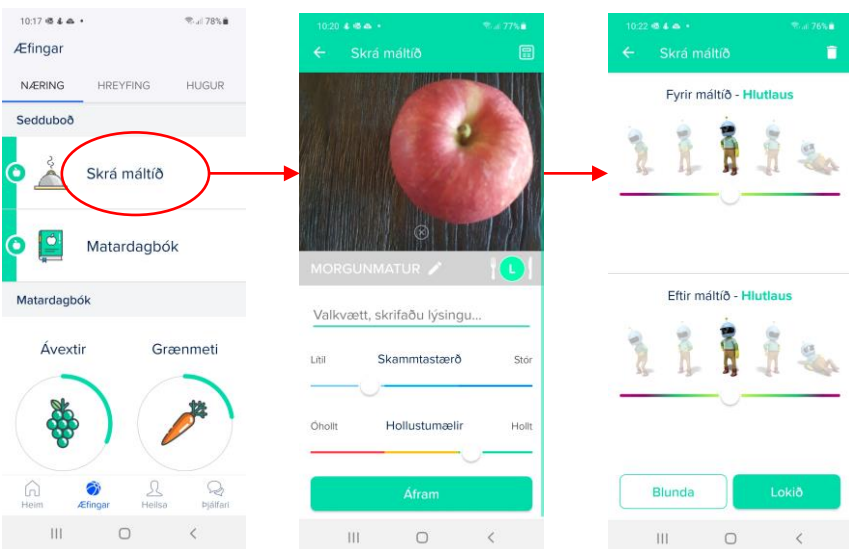 10:17
78%
Æfingar
NÆRING HREYFING HUGUR
Sedduboð
Skrá máltíð
Matardagbók
Matardagbók
Ávextir Grænmeti
Heim Æfingar Heilsa Þjálfari
10:20
77%
Skrá máltíð
MORGUNMATUR L
Valkvætt, skrifaðu lýsingu...
Lítil Skammtastærð Stór
Óhollt Hollustumælir Hollt
Áfram
10:22
76%
Skrá máltíð
Fyrir máltíð - Hlutlaus
Eftir máltíð - Hlutlaus
Blunda Lokið